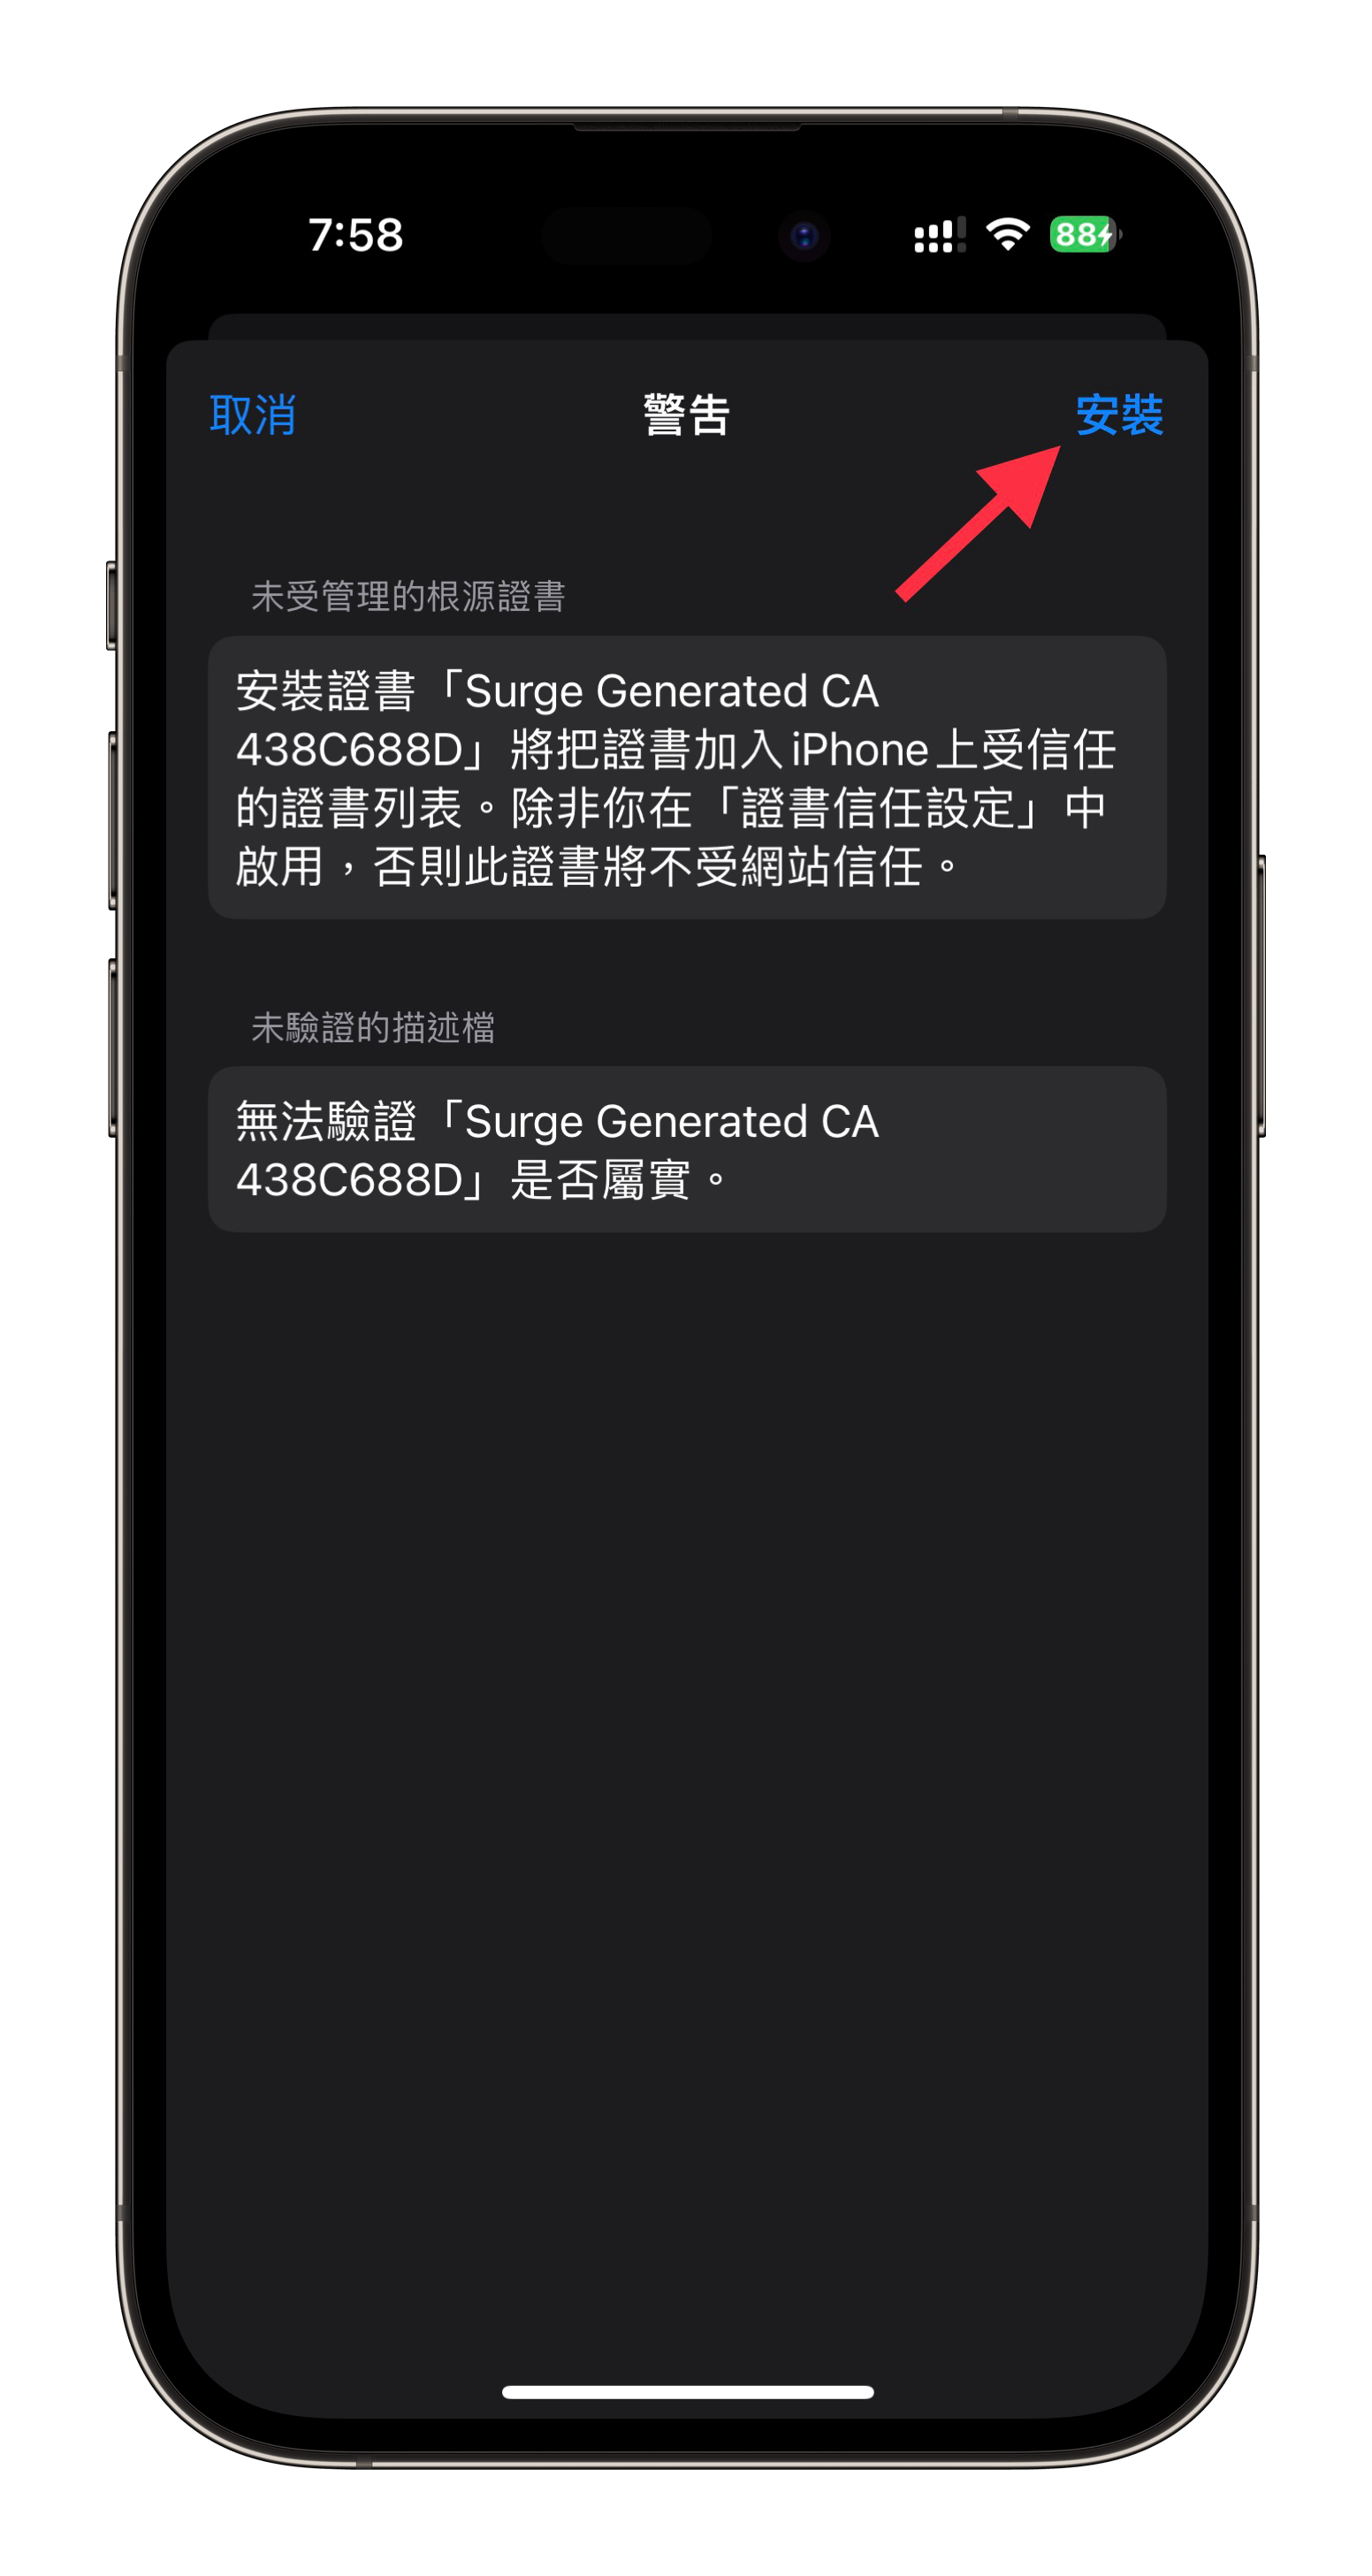 7:58
88
取消
警告
安裝
未受管理的根源證書
安裝證書「Surge Generated CA
438C688D」將把證書加入iPhone上受信任
的證書列表。除非你在「證書信任設定」中
啟用，否則此證書將不受網站信任。
未驗證的描述檔
無法驗證「Surge Generated CA
438C688D」是否屬實。